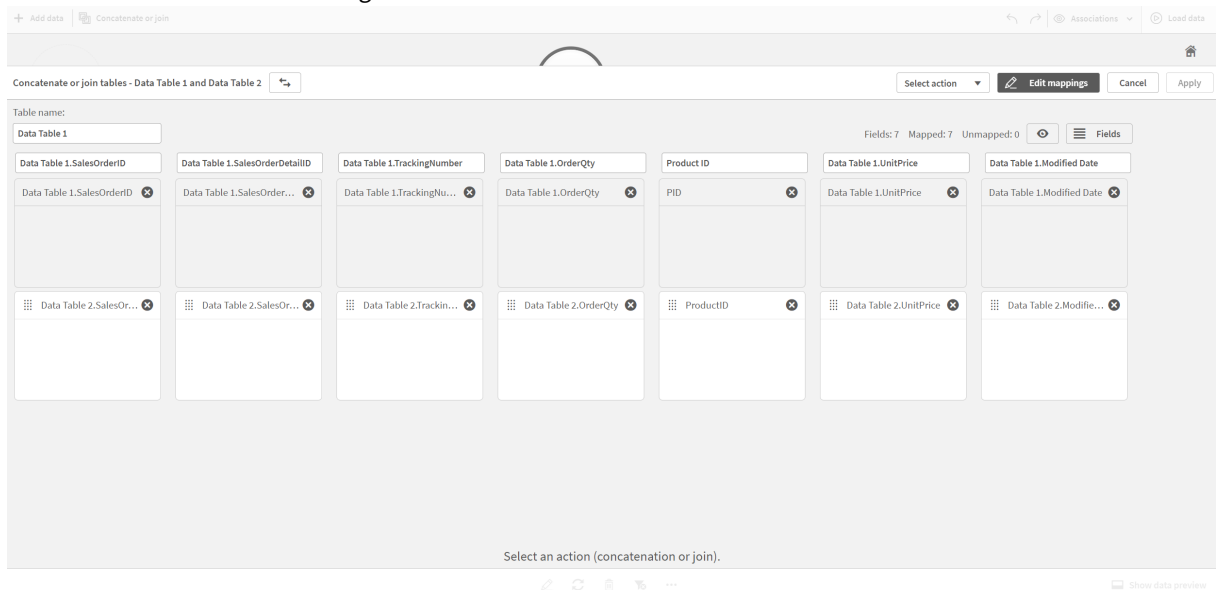 Add data Concatenate or join Associations Load data
Concatenate or join tables - Data Table 1 and Data Table 2 Select action Edit mappings Cancel Apply
Table name:
Data Table 1 Fields: 7 Mapped: 7 Unmapped: 0 Fields
Data Table 1.SalesOrderID Data Table 1.SalesOrderDetailID Data Table 1.TrackingNumber Data Table 1.OrderQty Product ID Data Table 1.UnitPrice Data Table 1.Modified Date
Data Table 1.SalesOrderID Data Table 1.SalesOrder... Data Table 1.TrackingNu... Data Table 1.OrderQty PID Data Table 1.UnitPrice Data Table 1.Modified Date
Data Table 2.SalesOr... Data Table 2.SalesOr... Data Table 2.Trackin... Data Table 2.OrderQty ProductID Data Table 2.UnitPrice Data Table 2.Modifie...
Select an action (concatenation or join).
Show data preview